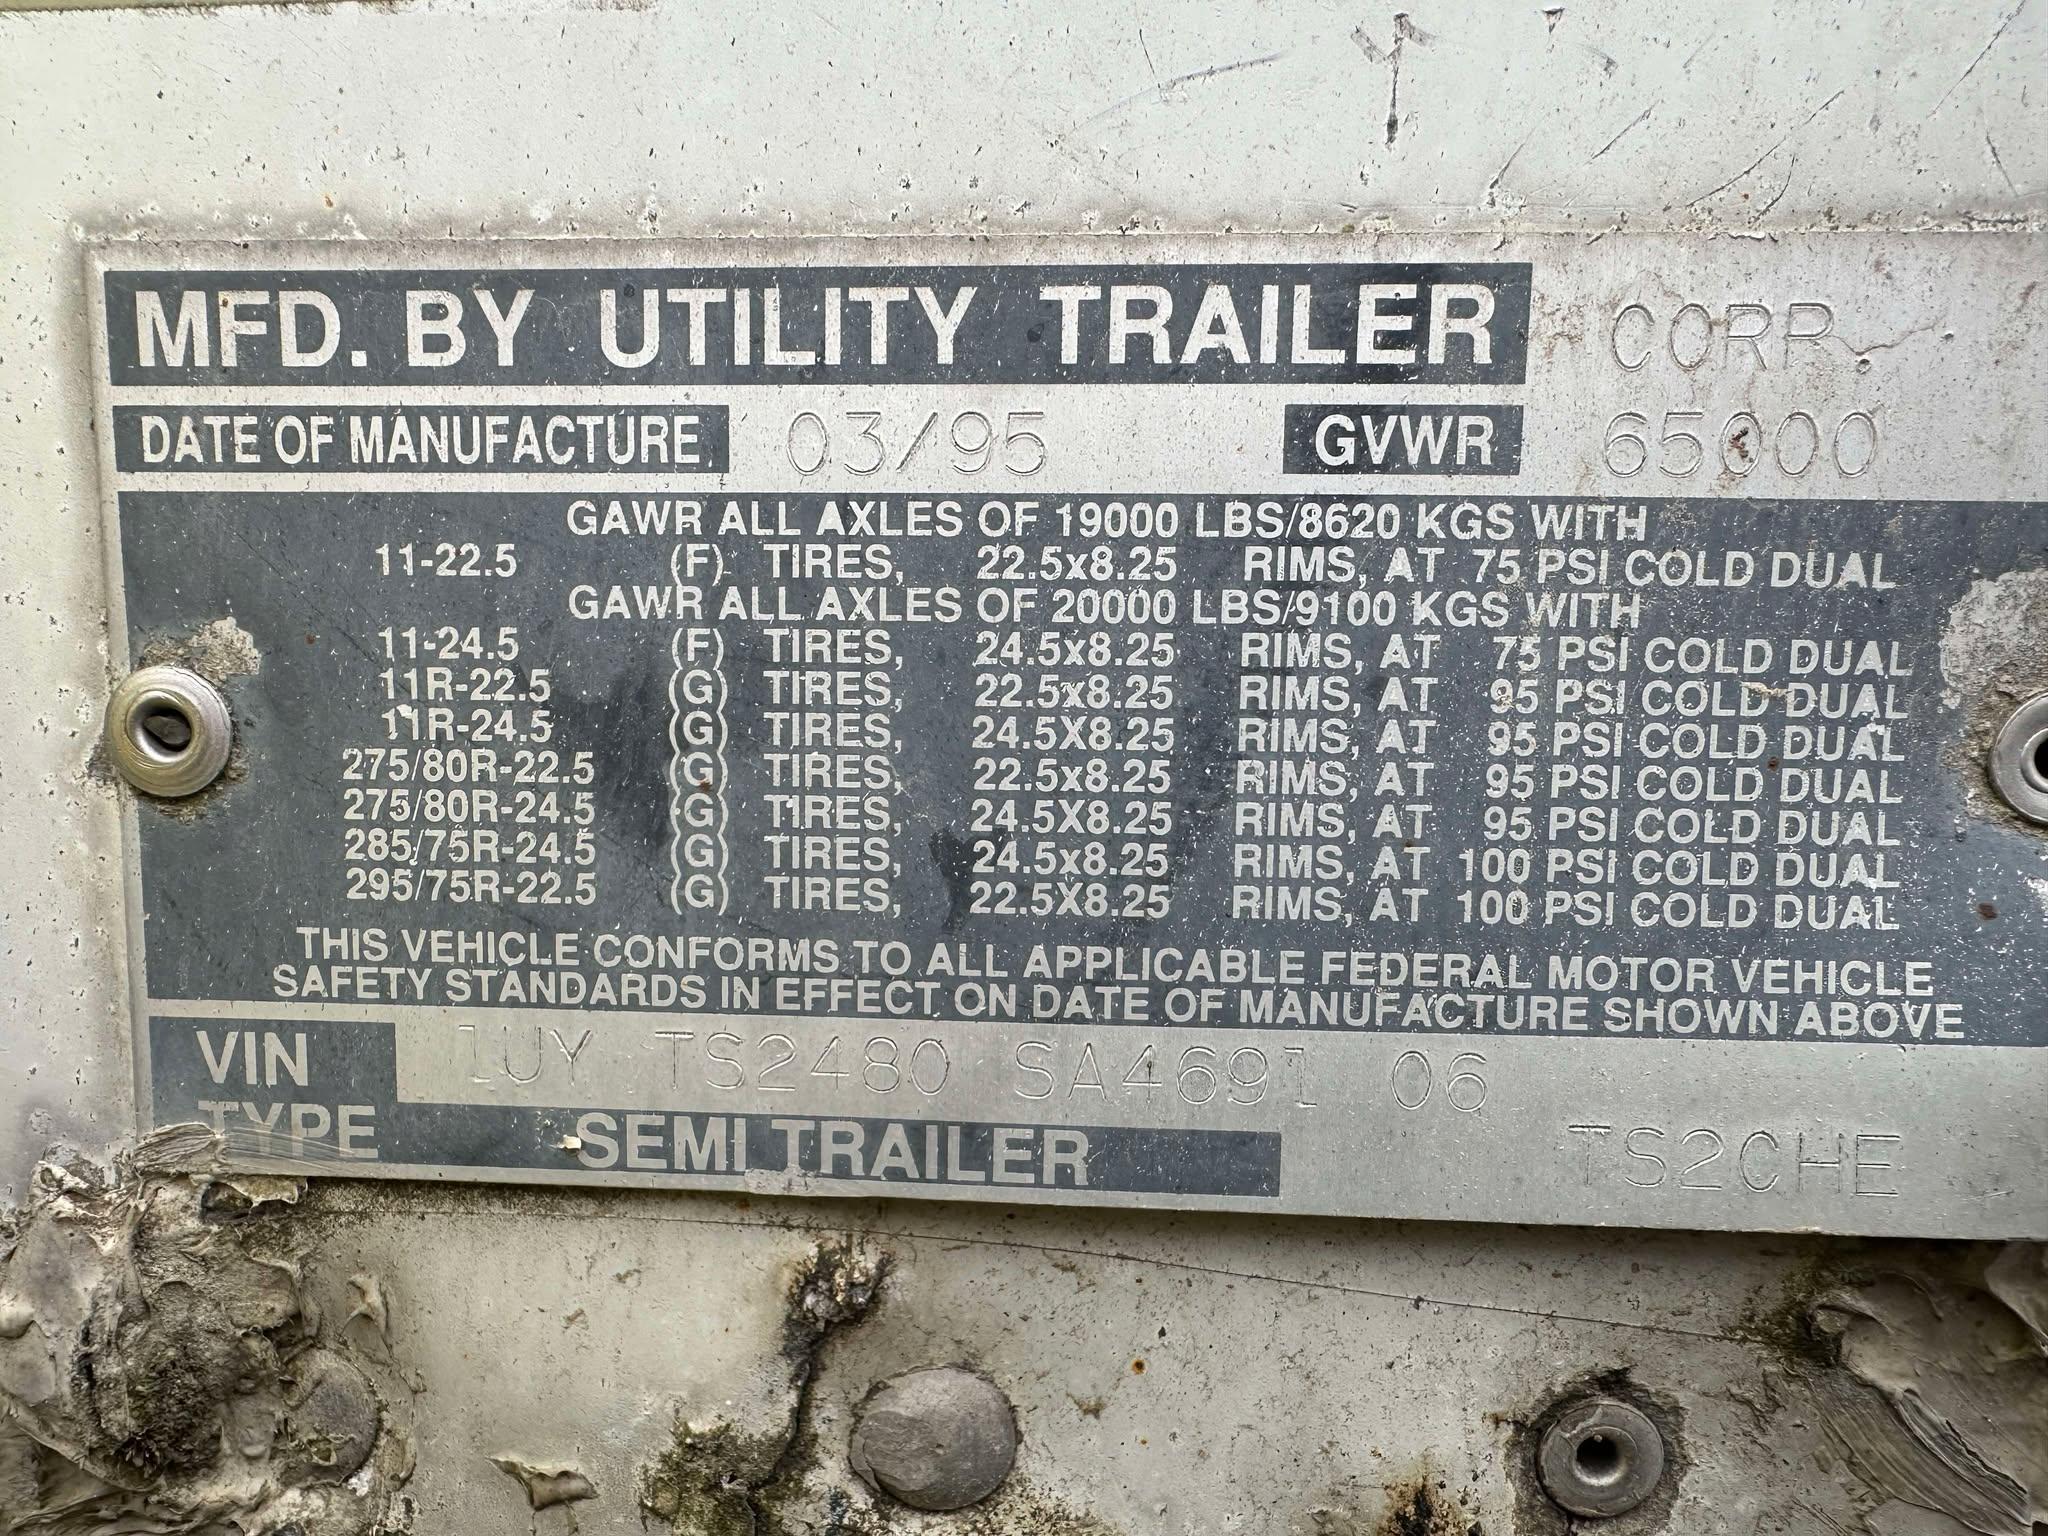 MFD. BY UTILITY TRAILER CORP.
DATE OF MANUFACTURE 03/95 GVWR 65000
GAWR ALL AXLES OF 19000 LBS/8620 KGS WITH
11-22.5 (F) TIRES, 22.5x8.25 RIMS, AT 75 PSI COLD DUAL
GAWR ALL AXLES OF 20000 LBS/9100 KGS WITH
11-24.5 (F) TIRES, 24.5x8.25 RIMS, AT 75 PSI COLD DUAL
11R-22.5 (G) TIRES, 22.5x8.25 RIMS, AT 95 PSI COLD DUAL
11R-24.5 (G) TIRES, 24.5X8.25 RIMS, AT 95 PSI COLD DUAL
275/80R-22.5 (G) TIRES, 22.5x8.25 RIMS, AT 95 PSI COLD DUAL
275/80R-24.5 (G) TIRES, 24.5X8.25 RIMS, AT 95 PSI COLD DUAL
285/75R-24.5 (G) TIRES, 24.5x8.25 RIMS, AT 100 PSI COLD DUAL
295/75R-22.5 (G) TIRES, 22.5X8.25 RIMS, AT 100 PSI COLD DUAL
THIS VEHICLE CONFORMS TO ALL APPLICABLE FEDERAL MOTOR VEHICLE
SAFETY STANDARDS IN EFFECT ON DATE OF MANUFACTURE SHOWN ABOVE
VIN 1UY TS2480 SA4691 06
TYPE SEMI TRAILER TS2CHE